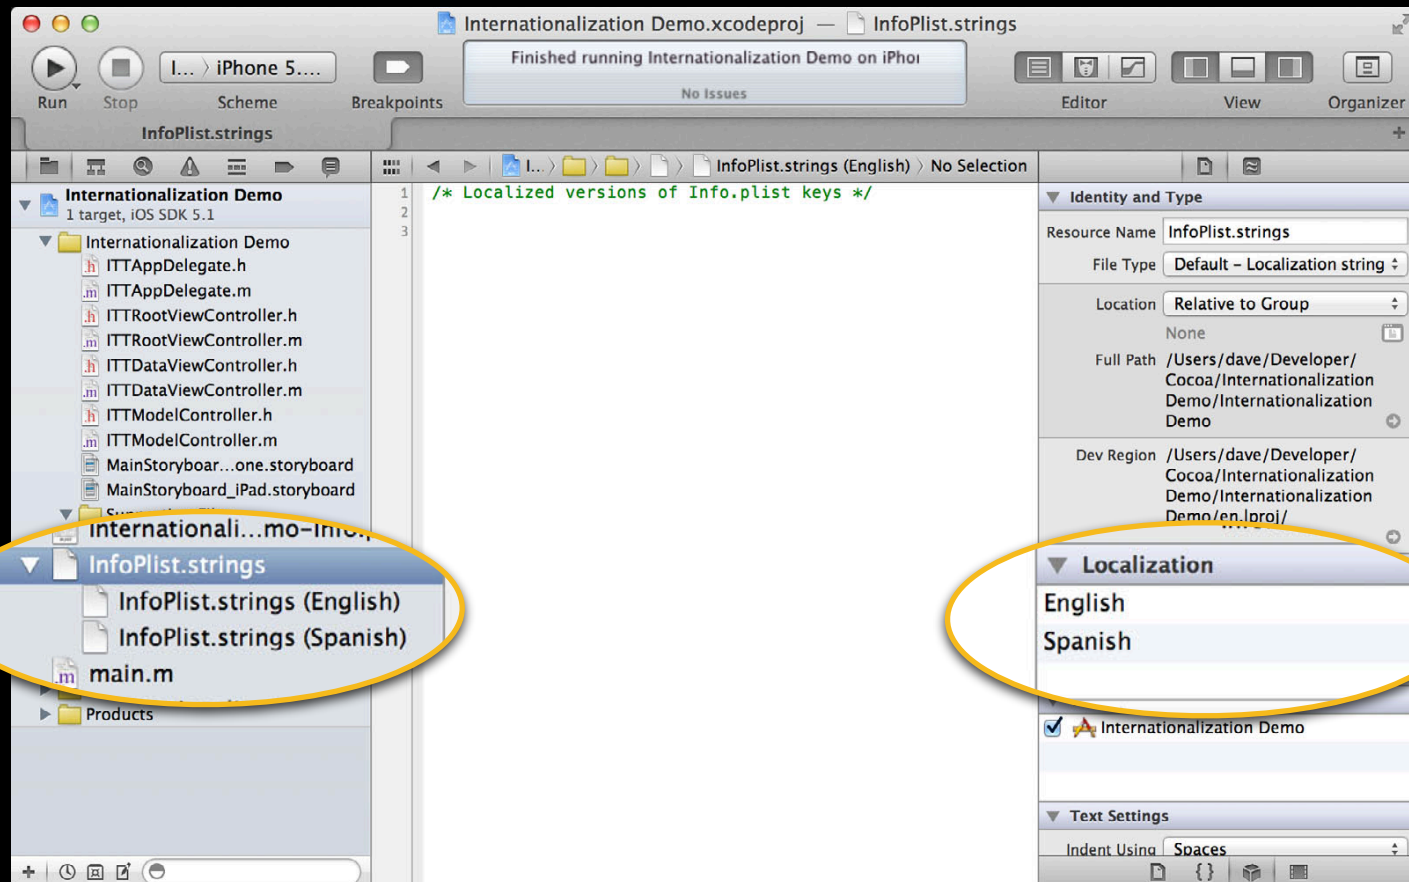 Internationalization Demo.xcodeproj — InfoPlist.strings
I... 〉 iPhone 5....
Finished running Internationalization Demo on iPho
No Issues
Run
Stop
Scheme
Breakpoints
Editor
View
Organizer
InfoPlist.strings
I... 〉 〉 〉 〉 InfoPlist.strings (English) 〉 No Selection
Internationalization Demo
1 target, iOS SDK 5.1
Internationalization Demo
ITTAppDelegate.h
ITTAppDelegate.m
ITTRootViewController.h
ITTRootViewController.m
ITTDataViewController.h
ITTDataViewController.m
ITTModelController.h
ITTModelController.m
MainStoryboar...one.storyboard
MainStoryboard_iPad.storyboard
Internationali...mo-Info.p
InfoPlist.strings
InfoPlist.strings (English)
InfoPlist.strings (Spanish)
main.m
Products
1 /* Localized versions of Info.plist keys */
2
3
Identity and Type
Resource Name InfoPlist.strings
File Type Default - Localization string
Location Relative to Group
None
Full Path /Users/dave/Developer/
Cocoa/Internationalization
Demo/Internationalization
Demo
Dev Region /Users/dave/Developer/
Cocoa/Internationalization
Demo/Internationalization
Demo/en.lproj/
Localization
English
Spanish
Internationalization Demo
Text Settings
Indent Using Spaces